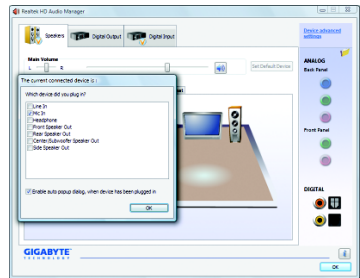 Realtek HD Audio Manager
Speakers
Digital Output
Digital Input
Device advanced settings
Main Volume
L
R
Set Default Device
ANALOG
Back Panel
The current connected device is :
Which device did you plug in?
Line In
Mic In
Headphone
Front Speaker Out
Rear Speaker Out
Center/Subwoofer Speaker Out
Side Speaker Out
Enable auto popup dialog, when device has been plugged in
OK
Front Panel
DIGITAL
GIGABYTE
TECHNOLOGY
OK